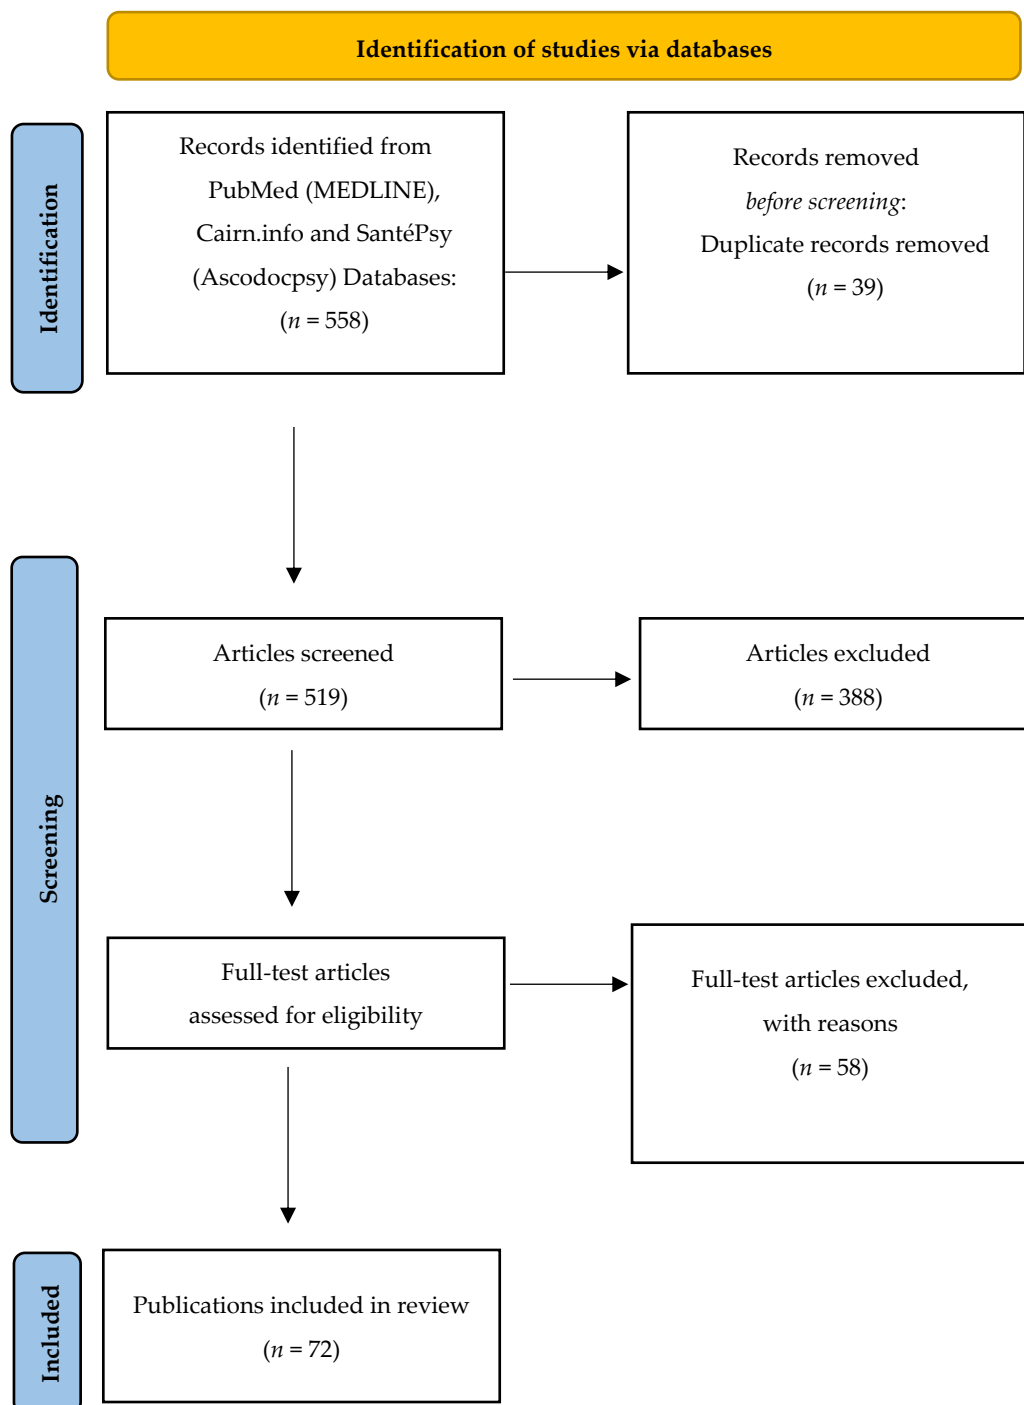 Identification of studies via databases
Identification
Records identified from
PubMed (MEDLINE),
Cairn.info and SantéPsy
(Ascodocpsy) Databases:
(n = 558)
Records removed
before screening:
Duplicate records removed
(n = 39)
Screening
Articles screened
(n = 519)
Articles excluded
(n = 388)
Full-test articles
assessed for eligibility
Full-test articles excluded,
with reasons
(n = 58)
Included
Publications included in review
(n = 72)